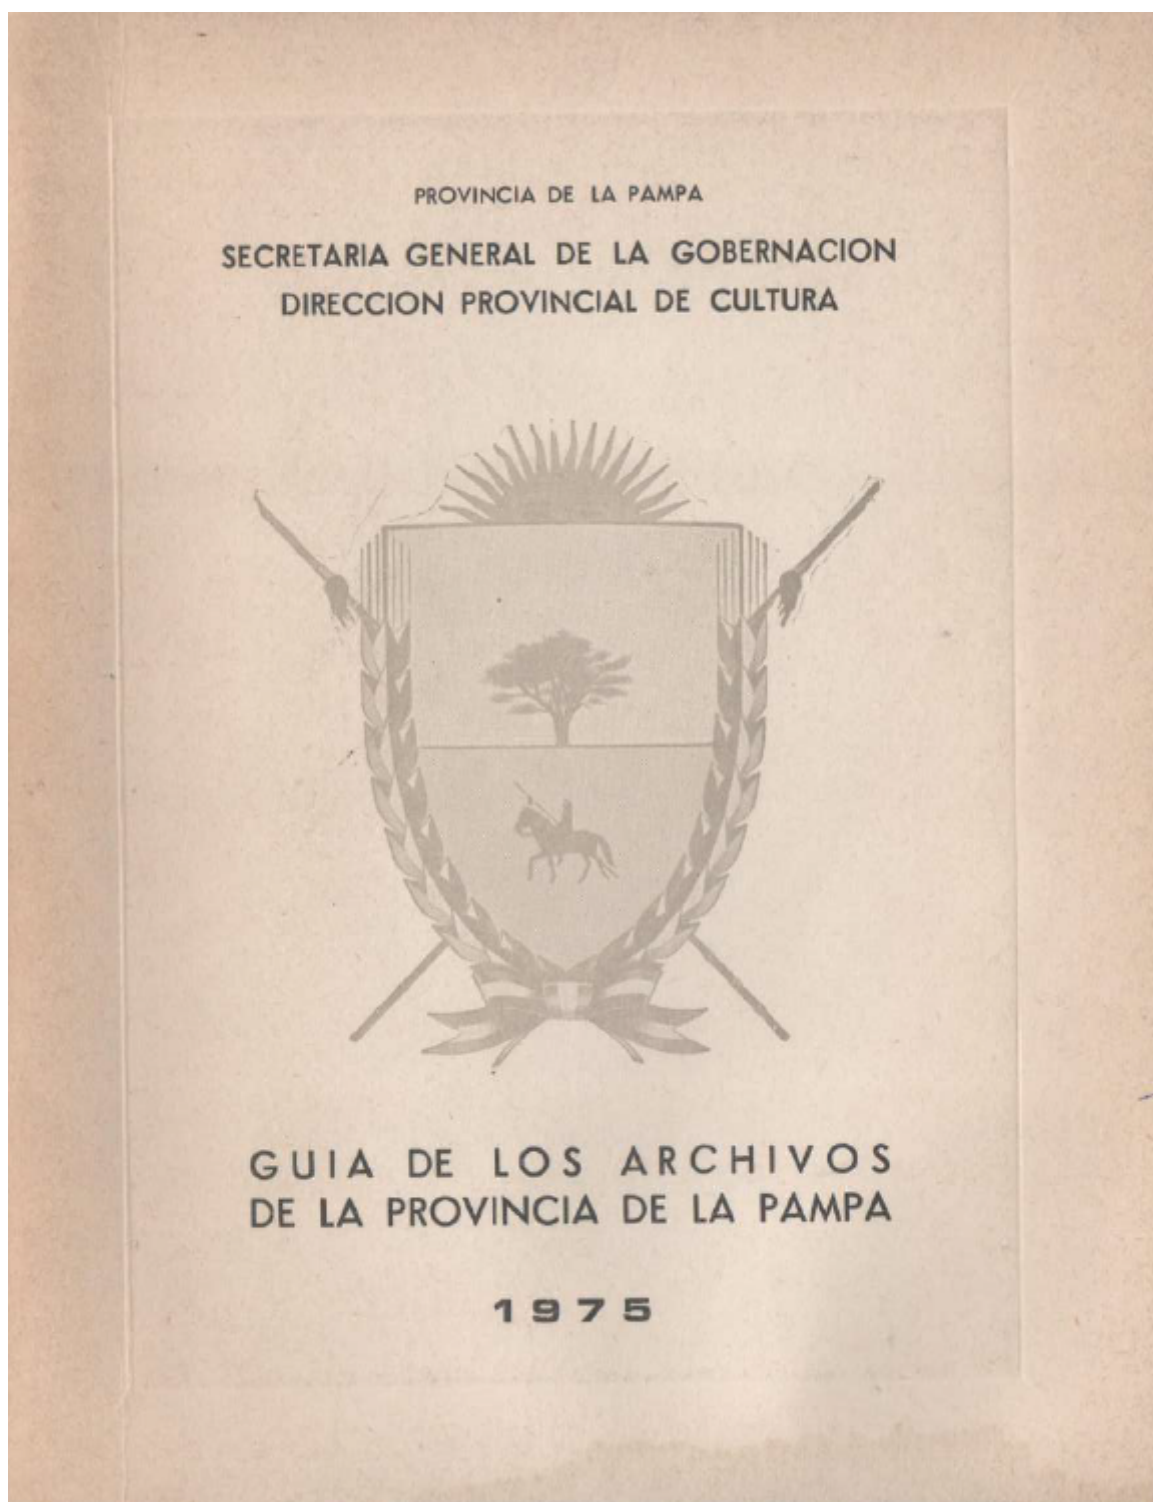 PROVINCIA DE LA PAMPA
SECRETARIA GENERAL DE LA GOBERNACION
DIRECCION PROVINCIAL DE CULTURA
GUIA DE LOS ARCHIVOS
DE LA PROVINCIA DE LA PAMPA
1975